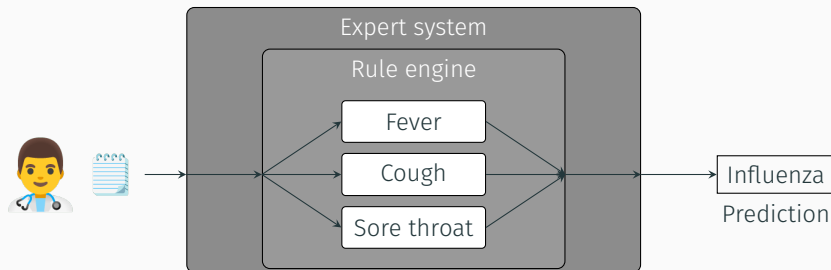 Expert system
Rule engine
Fever
Cough
Sore throat
Influenza
Prediction